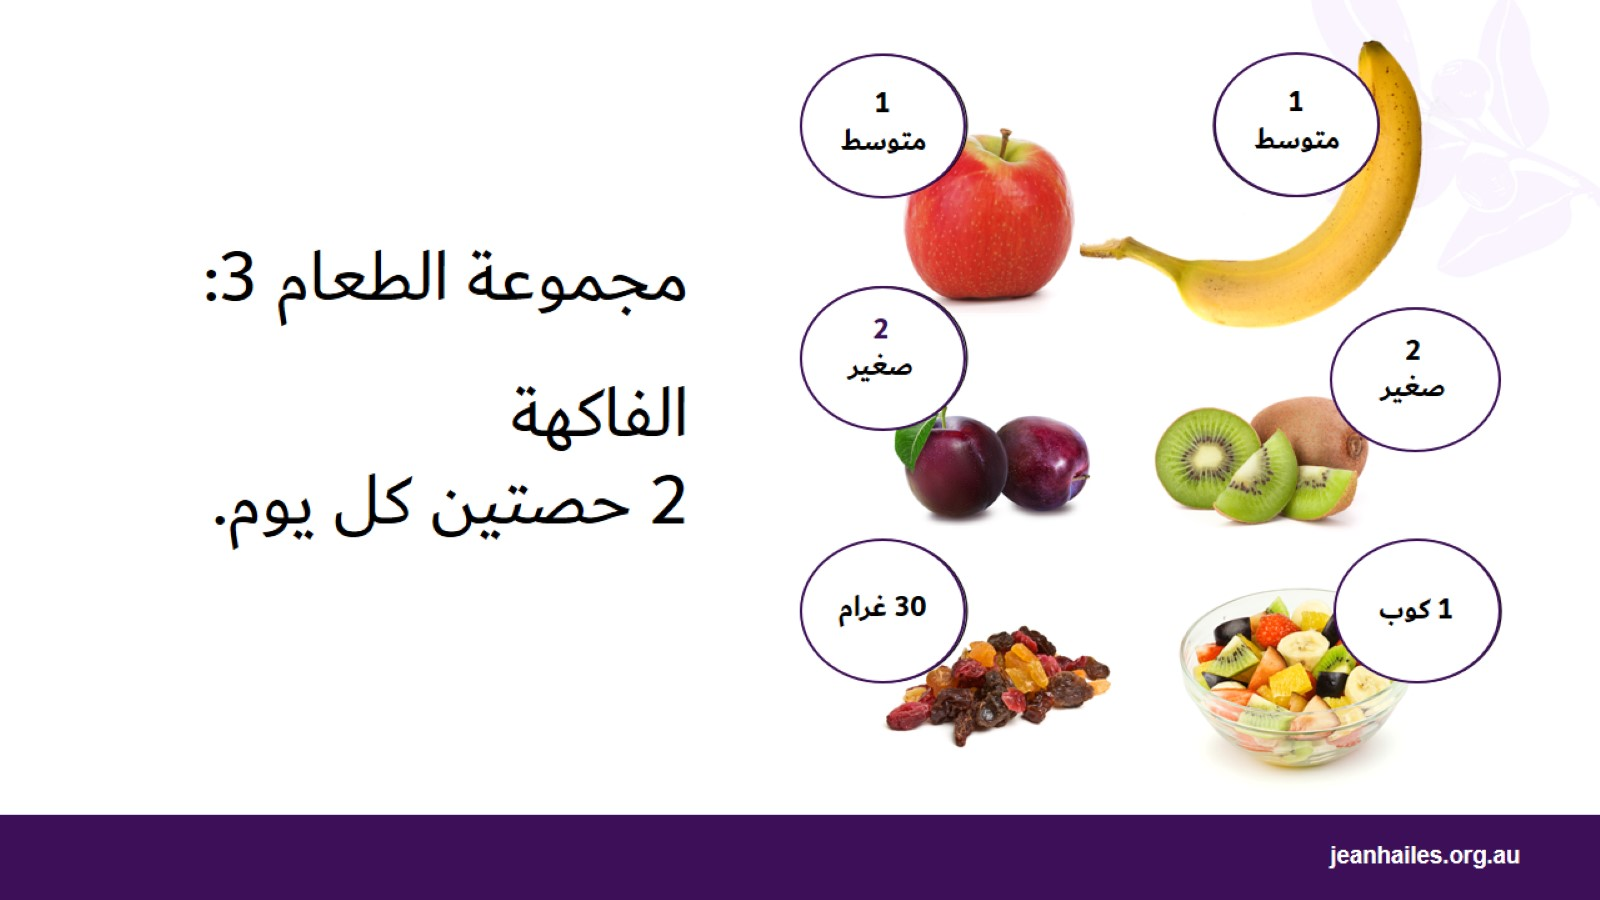 مجموعة الطعام 3:
الفاكهة
2 حصتين كل يوم.
1
متوسط
1
متوسط
2
صغير
2
صغير
30 غرام
1 كوب
jeanhailes.org.au